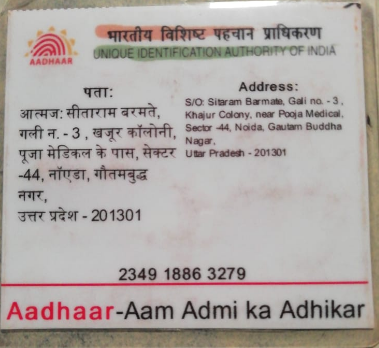 भारतीय विशिष्ट पहचान प्राधिकरण
UNIQUE IDENTIFICATION AUTHORITY OF INDIA
AADHAAR
पता:
आत्मज: सीताराम बरमते,
गली न. - 3, खजूर कॉलोनी,
पूजा मेडिकल के पास, सेक्टर
-44, नॉएडा, गौतमबुद्ध
नगर,
उत्तर प्रदेश - 201301
Address:
S/O: Sitaram Barmate, Gali no. - 3,
Khajur Colony, near Pooja Medical,
Sector -44, Noida, Gautam Buddha
Nagar,
Uttar Pradesh - 201301
2349 1886 3279
Aadhaar-Aam Admi ka Adhikar